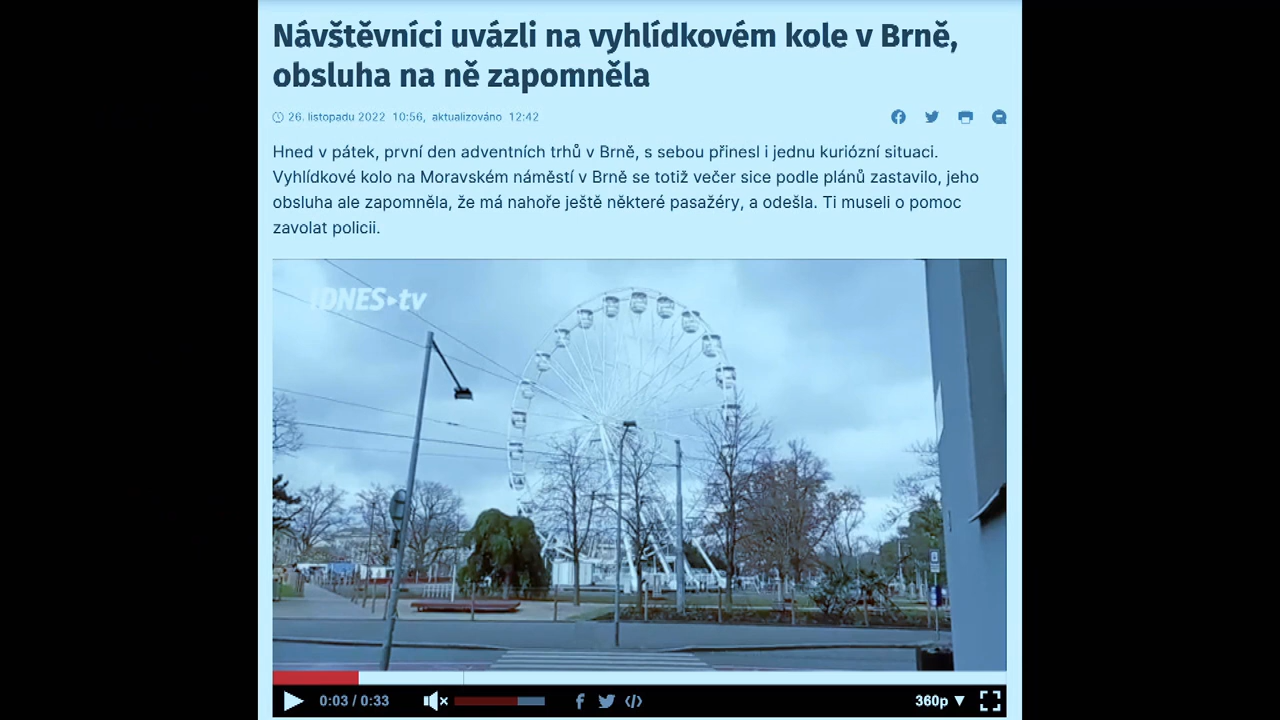 Návštěvníci uvázli na vyhlídkovém kole v Brně,
obsluha na ně zapomněla
26. listopadu 2022 10:56, aktualizováno 12:42
Hned v pátek, první den adventních trhů v Brně, s sebou přinesl i jednu kuriózní situaci.
Vyhlídkové kolo na Moravském náměstí v Brně se totiž večer sice podle plánů zastavilo, jeho
obsluha ale zapomněla, že má nahoře ještě některé pasažéry, a odešla. Ti museli o pomoc
zavolat policii.
iDNES tv
0:03 / 0:33
360p